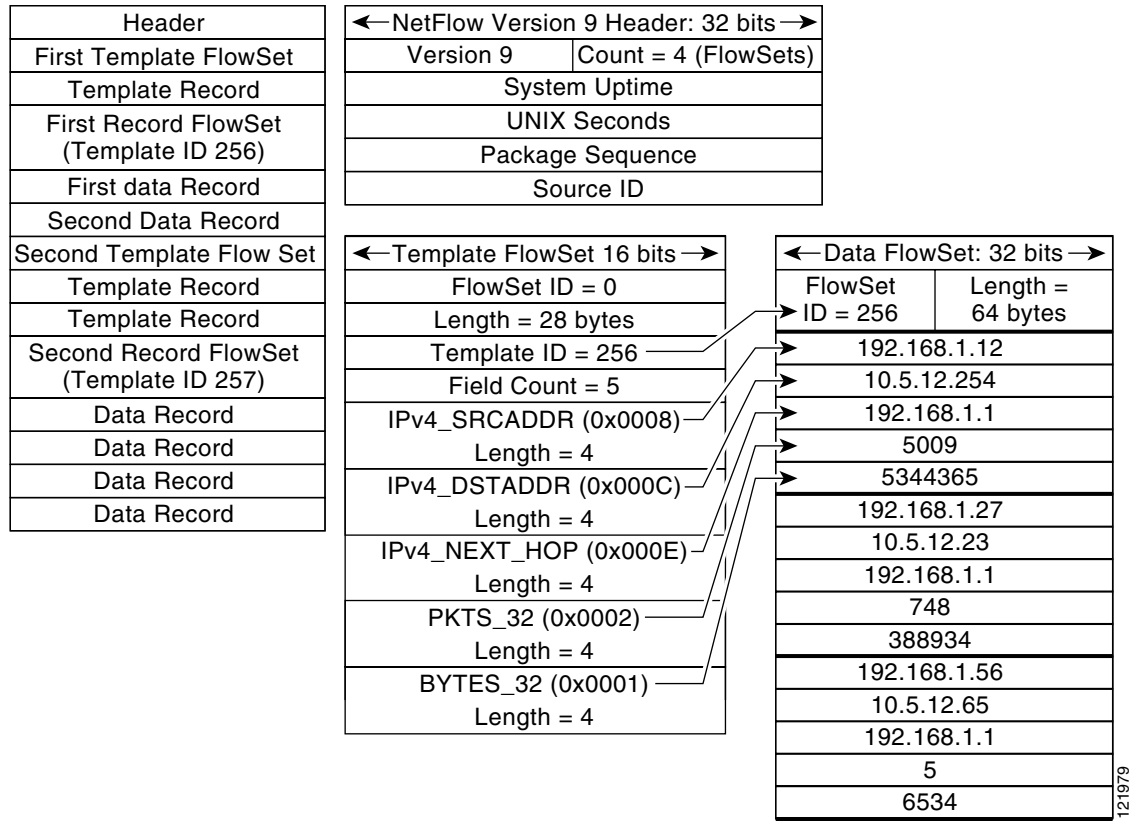 Header
First Template FlowSet
Template Record
First Record FlowSet
(Template ID 256)
First data Record
Second Data Record
Second Template Flow Set
Template Record
Template Record
Second Record FlowSet
(Template ID 257)
Data Record
Data Record
Data Record
Data Record
NetFlow Version 9 Header: 32 bits
Version 9 Count = 4 (FlowSets)
System Uptime
UNIX Seconds
Package Sequence
Source ID
Template FlowSet 16 bits
FlowSet ID = 0
Length = 28 bytes
Template ID = 256
Field Count = 5
IPv4_SRCADDR (0x0008)
Length = 4
IPv4_DSTADDR (0x000C)
Length = 4
IPv4_NEXT_HOP (0x000E)
Length = 4
PKTS_32 (0x0002)
Length = 4
BYTES_32 (0x0001)
Length = 4
Data FlowSet: 32 bits
FlowSet
ID = 256
Length =
64 bytes
192.168.1.12
10.5.12.254
192.168.1.1
5009
5344365
192.168.1.27
10.5.12.23
192.168.1.1
748
388934
192.168.1.56
10.5.12.65
192.168.1.1
5
6534
121979